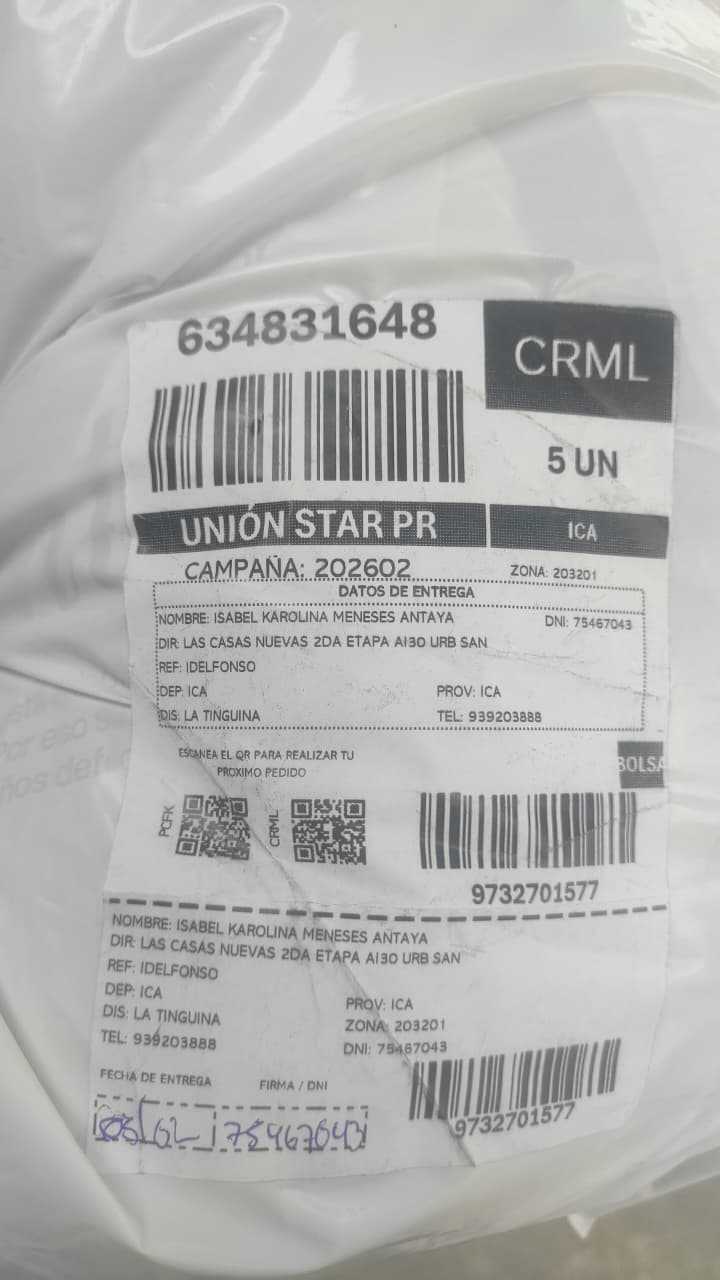 634831648
CRML
5 UN
UNIÓN STAR PR
ICA
CAMPAÑA: 202602
ZONA: 203201
DATOS DE ENTREGA
NOMBRE: ISABEL KAROLINA MENESES ANTAYA
DNI: 75467043
DIR: LAS CASAS NUEVAS 2DA ETAPA AI30 URB SAN
REF: IDELFONSO
DEP: ICA
PROV: ICA
DIS: LA TINGUINA
TEL: 939203888
ESCANEA EL QR PARA REALIZAR TU
PROXIMO PEDIDO
BOLSA
PCFK
CRML
9732701577
NOMBRE: ISABEL KAROLINA MENESES ANTAYA
DIR: LAS CASAS NUEVAS 2DA ETAPA AI30 URB SAN
REF: IDELFONSO
DEP: ICA
PROV: ICA
DIS: LA TINGUINA
ZONA: 203201
TEL: 939203888
DNI: 75467043
FECHA DE ENTREGA
FIRMA / DNI
75467043
9732701577